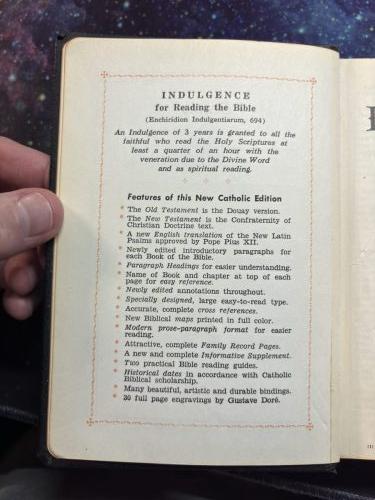 INDULGENCE
for Reading the Bible
(Enchiridion Indulgentiarum, 694)
An Indulgence of 3 years is granted to all the
faithful who read the Holy Scriptures at
least a quarter of an hour with the
veneration due to the Divine Word
and as spiritual reading.
Features of this New Catholic Edition
* The Old Testament is the Douay version.
* The New Testament is the Confraternity of
Christian Doctrine text.
* A new English translation of the New Latin
Psalms approved by Pope Pius XII.
* Newly edited introductory paragraphs for
each Book of the Bible.
* Paragraph Headings for easier understanding.
* Name of Book and chapter at top of each
page for easy reference.
* Newly edited annotations throughout.
* Specially designed, large easy-to-read type.
* Accurate, complete cross references.
* New Biblical maps printed in full color.
* Modern prose-paragraph format for easier
reading.
* Attractive, complete Family Record Pages.
* A new and complete Informative Supplement.
* Two practical Bible reading guides.
* Historical dates in accordance with Catholic
Biblical scholarship.
* Many beautiful, artistic and durable bindings.
* 30 full page engravings by Gustave Doré.